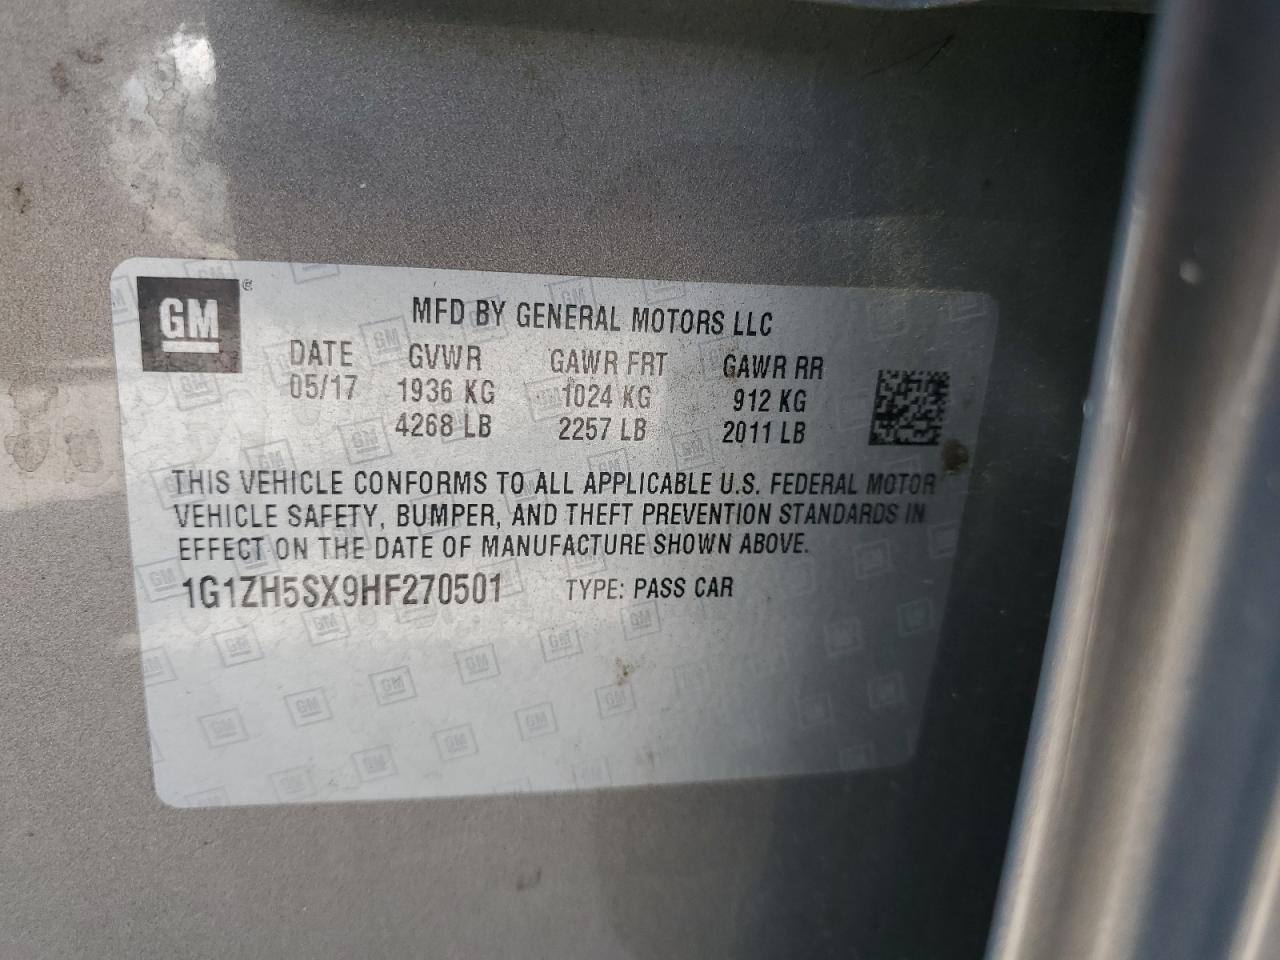 GM
MFD BY GENERAL MOTORS LLC
DATE GVWR GAWR FRT GAWR RR
05/17 1936 KG 1024 KG 912 KG
4268 LB 2257 LB 2011 LB
THIS VEHICLE CONFORMS TO ALL APPLICABLE U.S. FEDERAL MOTOR
VEHICLE SAFETY, BUMPER, AND THEFT PREVENTION STANDARDS IN
EFFECT ON THE DATE OF MANUFACTURE SHOWN ABOVE.
1G1ZH5SX9HF270501 TYPE: PASS CAR